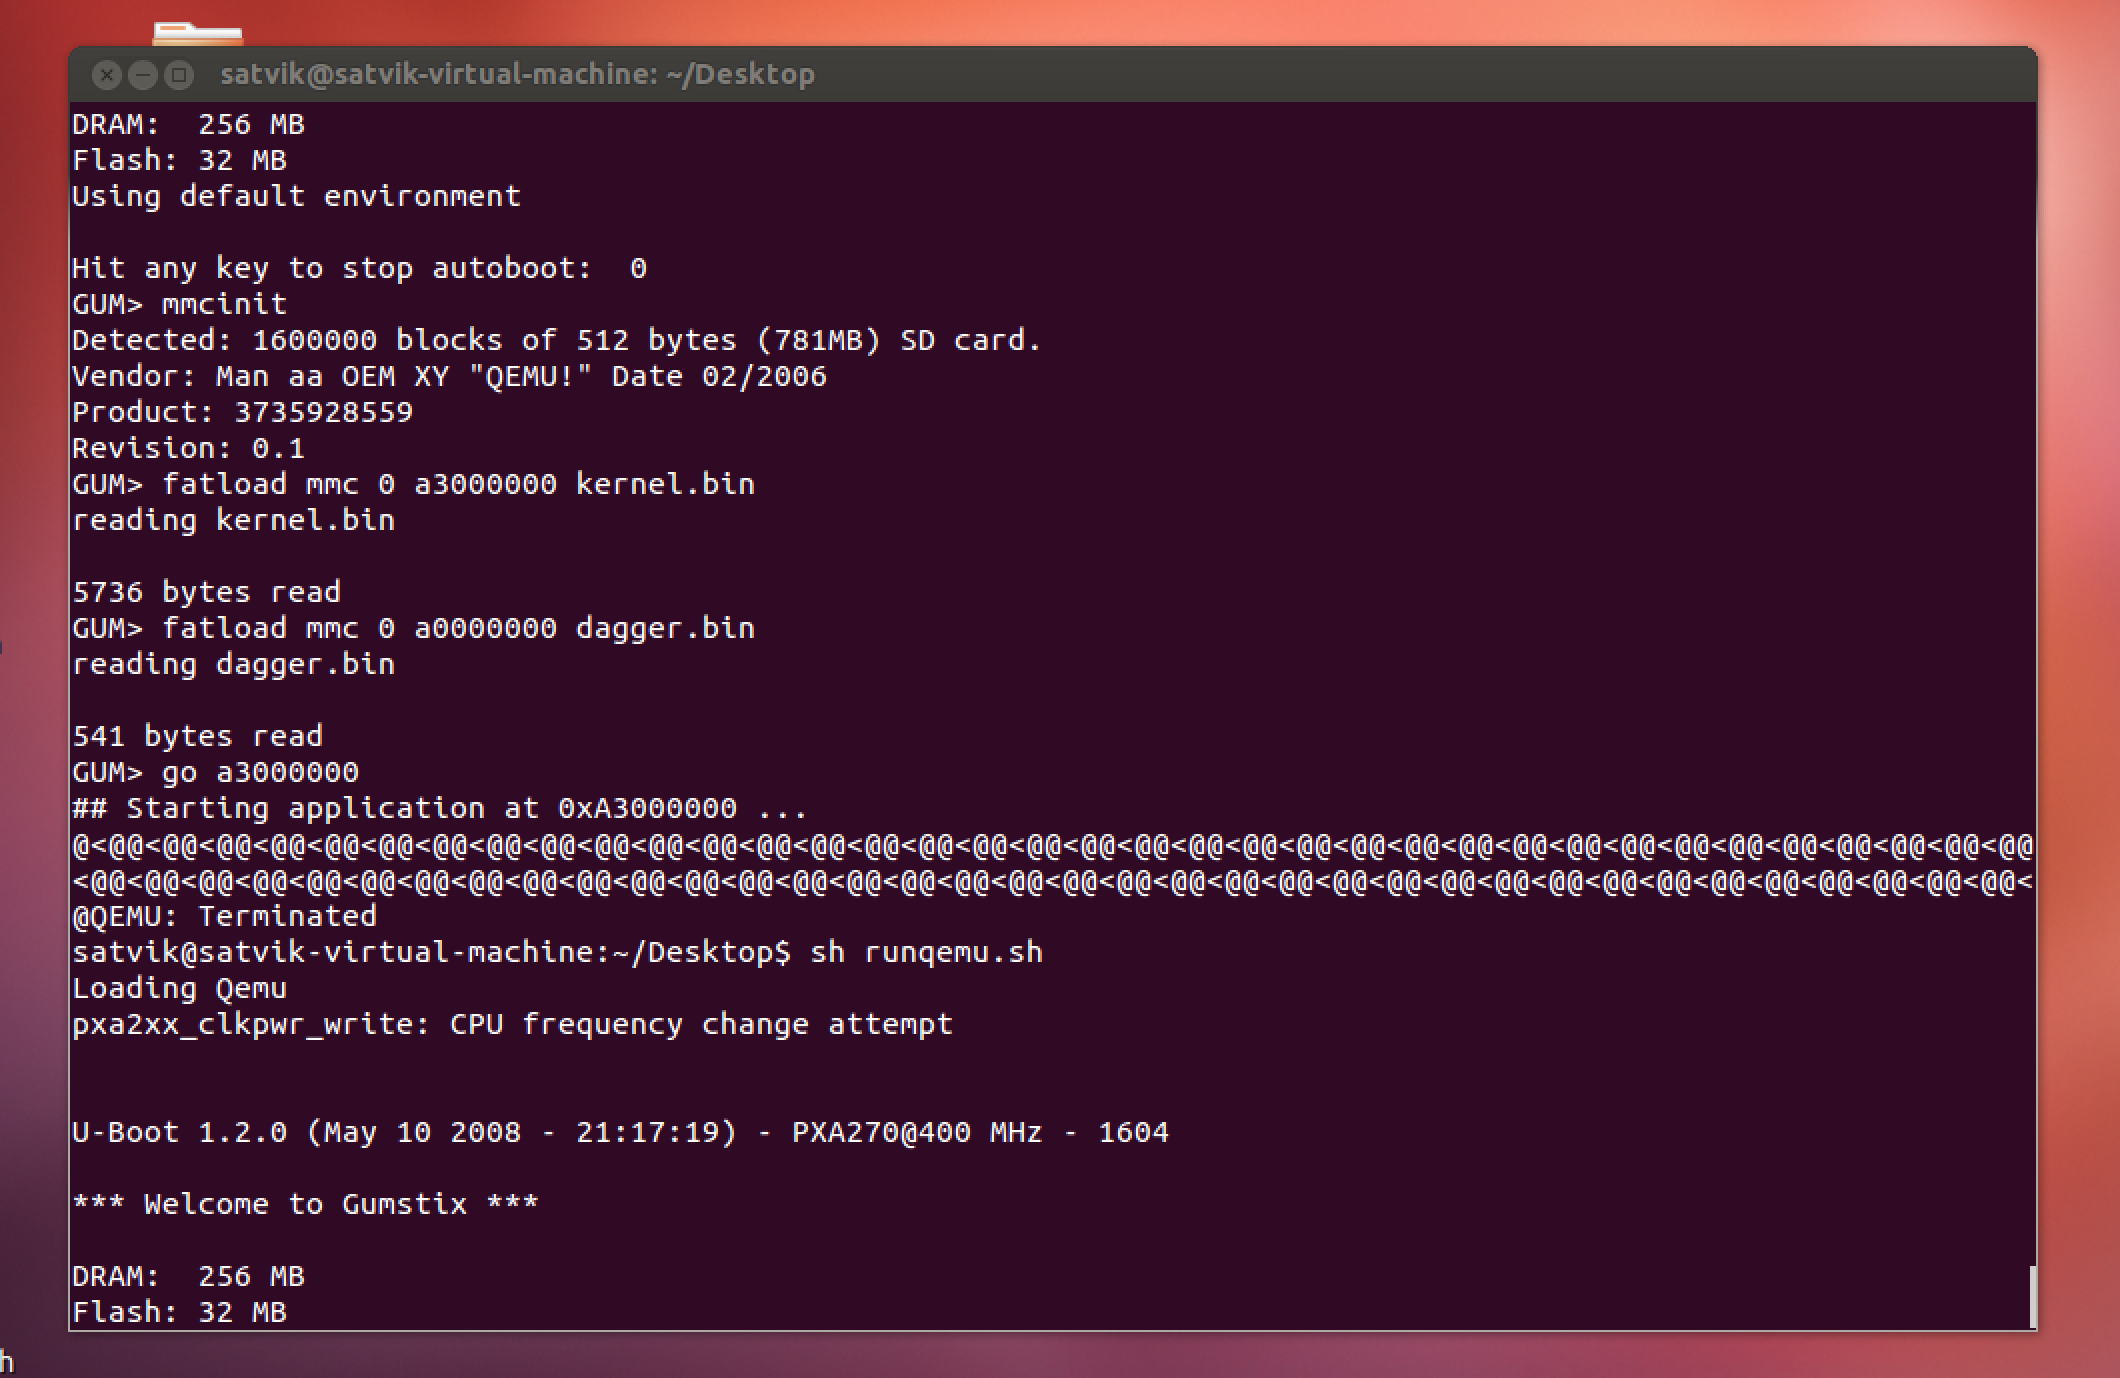 satvik@satvik-virtual-machine: ~/Desktop
DRAM:  256 MB
Flash: 32 MB
Using default environment
Hit any key to stop autoboot:  0
GUM> mmcinit
Detected: 1600000 blocks of 512 bytes (781MB) SD card.
Vendor: Man aa OEM XY "QEMU!" Date 02/2006
Product: 3735928559
Revision: 0.1
GUM> fatload mmc 0 a3000000 kernel.bin
reading kernel.bin
5736 bytes read
GUM> fatload mmc 0 a0000000 dagger.bin
reading dagger.bin
541 bytes read
GUM> go a3000000
## Starting application at 0xA3000000 ...
@<@@<@@<@@<@@<@@<@@<@@<@@<@@<@@<@@<@@<@@<@@<@@<@@<@@<@@<@@<@@<@@<@@<@@<@@<@@<@@<@@<@@<@@<@@<@@<@@<@@<@@<@@<@@
<@@<@@<@@<@@<@@<@@<@@<@@<@@<@@<@@<@@<@@<@@<@@<@@<@@<@@<@@<@@<@@<@@<@@<@@<@@<@@<@@<@@<@@<@@<@@<@@<@@<@@<@@<@@<
@QEMU: Terminated
satvik@satvik-virtual-machine:~/Desktop$ sh runqemu.sh
Loading Qemu
pxa2xx_clkpwr_write: CPU frequency change attempt
U-Boot 1.2.0 (May 10 2008 - 21:17:19) - PXA270@400 MHz - 1604
*** Welcome to Gumstix ***
DRAM:  256 MB
Flash: 32 MB
h